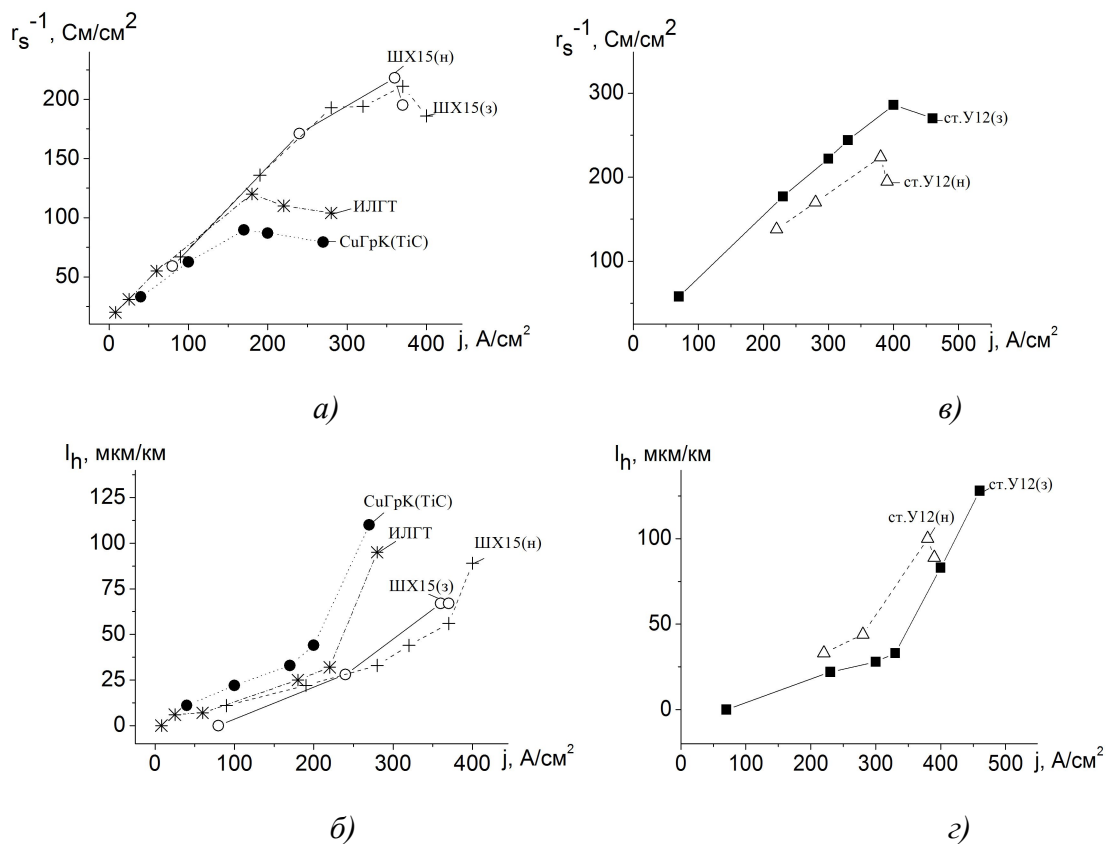 r_s^-1, См/см²
ШХ15(н)
200
ШХ15(з)
150
100
ИЛГТ
СuГрК(TiC)
50
0 100 200 300 400 j, А/см²
а)
r_s^-1, См/см²
300
ст.У12(з)
200
ст.У12(н)
100
0 100 200 300 400 500 j, А/см²
в)
I_h, мкм/км
125
СuГрК(TiC)
100
ИЛГТ
ШХ15(н)
75
ШХ15(з)
50
25
0
0 100 200 300 400 j, А/см²
б)
I_h, мкм/км
ст.У12(з)
ст.У12(н)
100
50
0
0 100 200 300 400 500 j, А/см²
г)